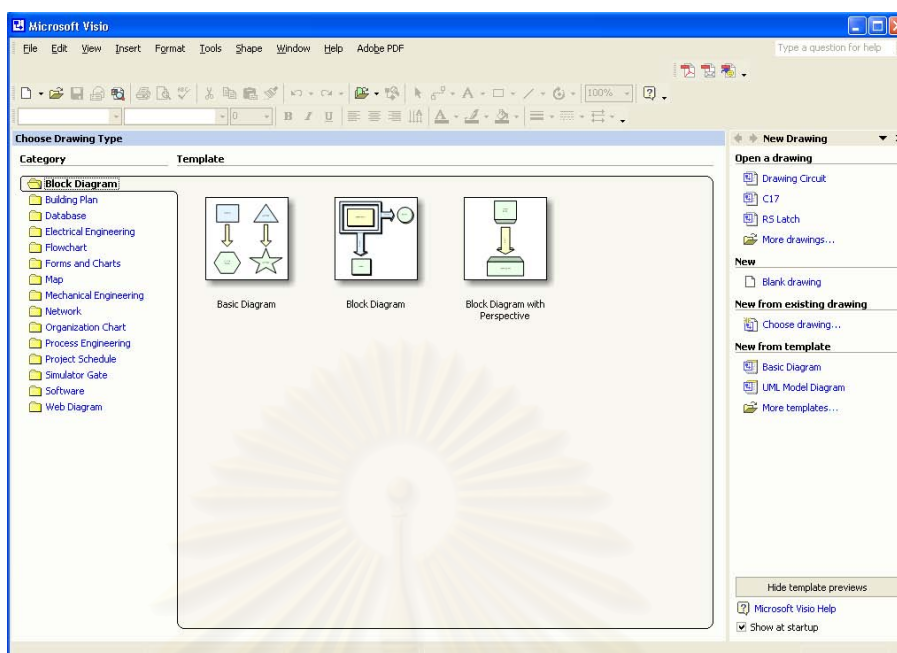 Microsoft Visio
File Edit View Insert Format Tools Shape Window Help Adobe PDF
Type a question for help
100%
0
B I U
Choose Drawing Type
Category
Template
Block Diagram
Building Plan
Database
Electrical Engineering
Flowchart
Forms and Charts
Map
Mechanical Engineering
Network
Organization Chart
Process Engineering
Project Schedule
Simulator Gate
Software
Web Diagram
Basic Diagram
Block Diagram
Block Diagram with
Perspective
New Drawing
Open a drawing
Drawing Circuit
C17
RS Latch
More drawings...
New
Blank drawing
New from existing drawing
Choose drawing...
New from template
Basic Diagram
UML Model Diagram
More templates...
Hide template previews
Microsoft Visio Help
Show at startup